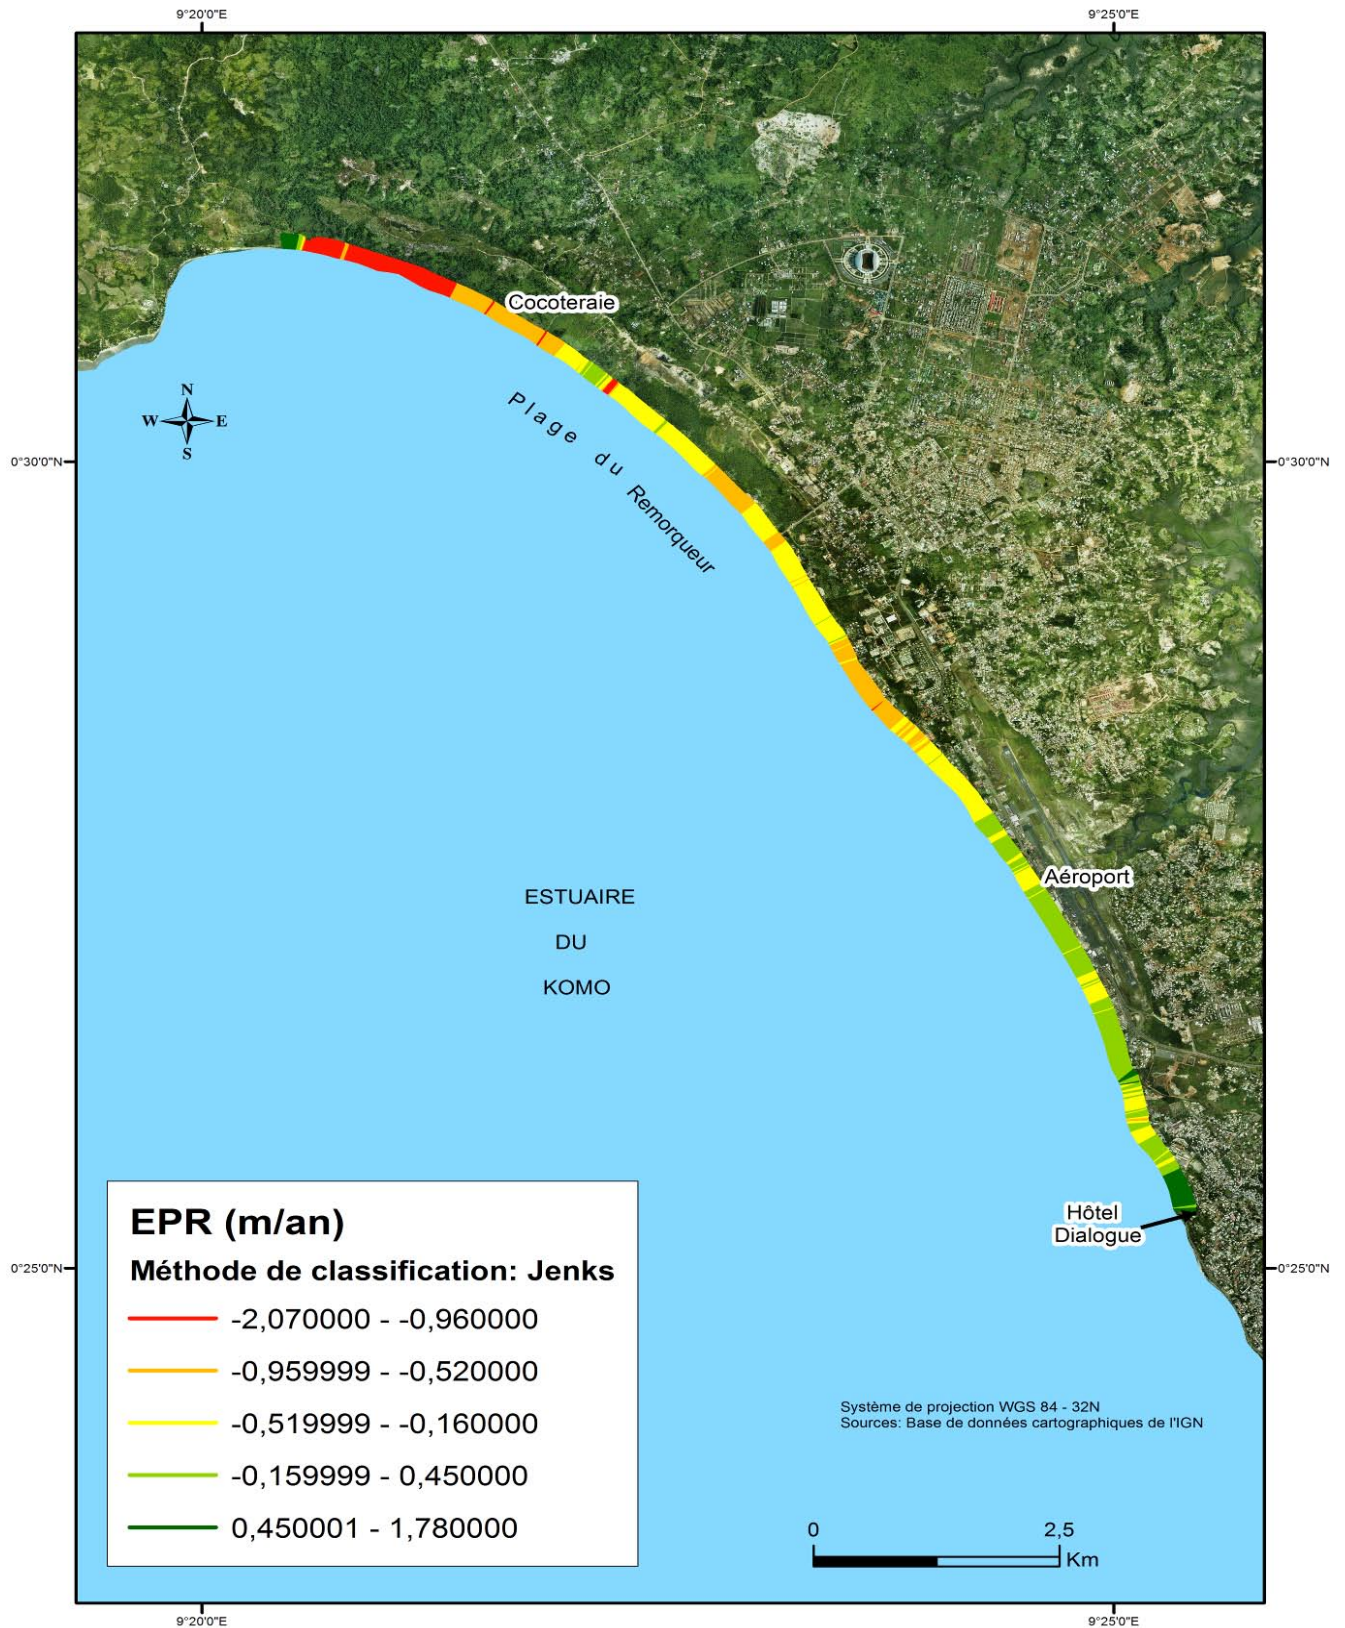 9°20'0"E
9°25'0"E
Cocoteraie
Plage du Remorqueur
N
W
E
S
0°30'0"N
0°30'0"N
Aéroport
ESTUAIRE
DU
KOMO
Hôtel
Dialogue
EPR (m/an)
Méthode de classification: Jenks
-2,070000 - -0,960000
-0,959999 - -0,520000
-0,519999 - -0,160000
-0,159999 - 0,450000
0,450001 - 1,780000
0°25'0"N
0°25'0"N
Système de projection WGS 84 - 32N
Sources: Base de données cartographiques de l'IGN
0
2,5
Km
9°20'0"E
9°25'0"E